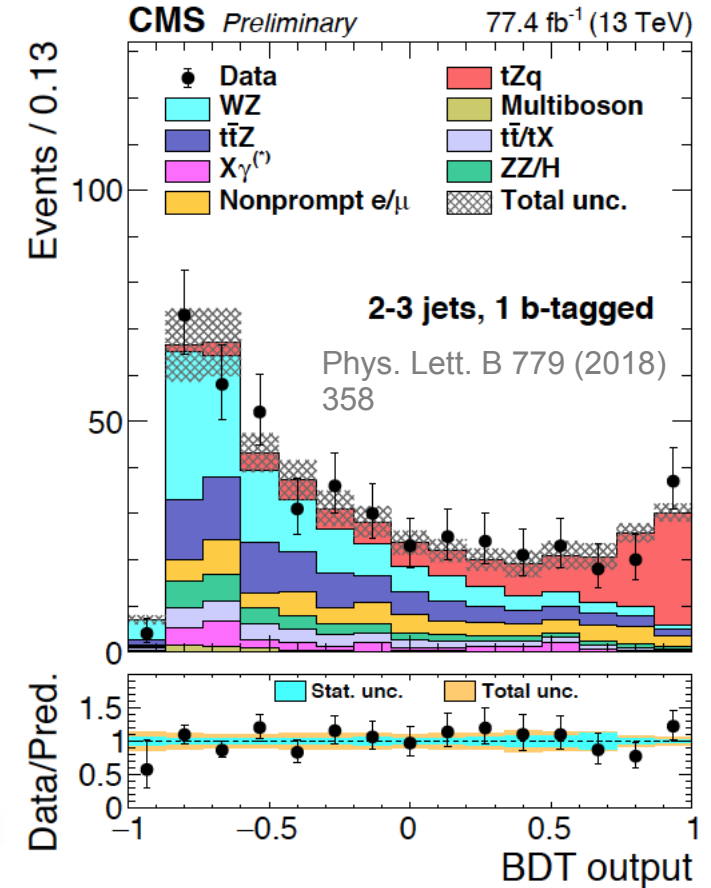 CMS Preliminary 77.4 fb⁻¹ (13 TeV)
Events / 0.13
Data
tZq
WZ
Multiboson
tt̄Z
tt̄/tX
Xγ⁽*⁾
ZZ/H
Nonprompt e/μ
Total unc.
100
50
0
2-3 jets, 1 b-tagged
Phys. Lett. B 779 (2018)
358
Data/Pred.
Stat. unc.
Total unc.
1.5
1
0.5
0
−1 −0.5 0 0.5 1
BDT output